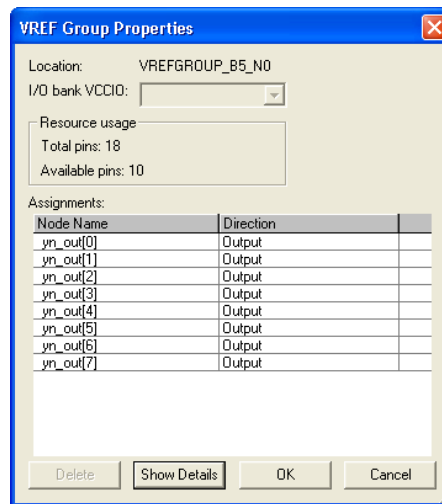 VREF Group Properties
Location: VREFGROUP_B5_N0
I/O bank VCCIO:
Resource usage
Total pins: 18
Available pins: 10
Assignments:
Node Name Direction
yn_out[0] Output
yn_out[1] Output
yn_out[2] Output
yn_out[3] Output
yn_out[4] Output
yn_out[5] Output
yn_out[6] Output
yn_out[7] Output
Delete Show Details OK Cancel